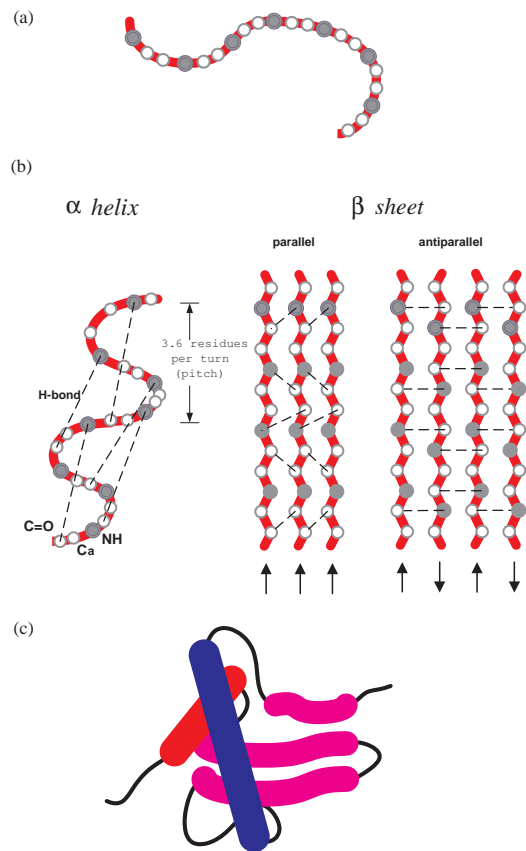 (a)
(b)
α helix
β sheet
parallel
antiparallel
3.6 residues
per turn
(pitch)
H-bond
C=O
NH
Ca
(c)